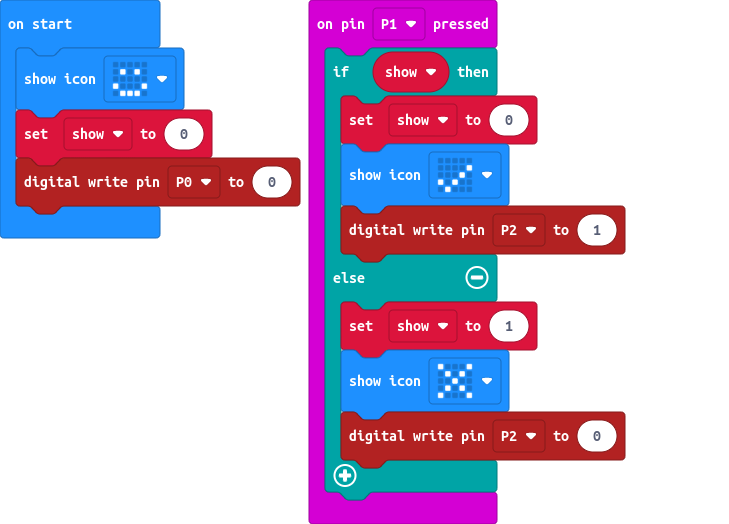 on start
show icon
set show to 0
digital write pin P0 to 0
on pin P1 pressed
if show then
set show to 0
show icon
digital write pin P2 to 1
else
set show to 1
show icon
digital write pin P2 to 0